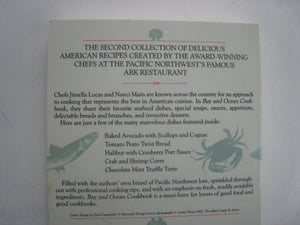 THE SECOND COLLECTION OF DELICIOUS
AMERICAN RECIPES CREATED BY THE AWARD-WINNING
CHEFS AT THE PACIFIC NORTHWEST'S FAMOUS
ARK RESTAURANT
Chefs Jimella Lucas and Nanci Main are known across the country for an
approach to cooking that represents the best in American cuisine. In Bay and Ocean Cook-
book, they share their favorite seafood dishes, special soups, sauces, appetizers,
delectable breads and brunches, and inventive desserts.
Here are just a few of the many marvelous dishes featured inside:
Baked Avocado with Scallops and Cognac
Tomato Pesto Twist Bread
Halibut with Cranberry Port Sauce
Crab and Shrimp Curry
Chocolate Mint Truffle Torte
Filled with the authors' own brand of Pacific Northwest lore, sprinkled through-
out with professional cooking tips, and with an emphasis on fresh, readily available
ingredients, Bay and Ocean Cookbook is a must-have for lovers of good food and
good cookbooks.